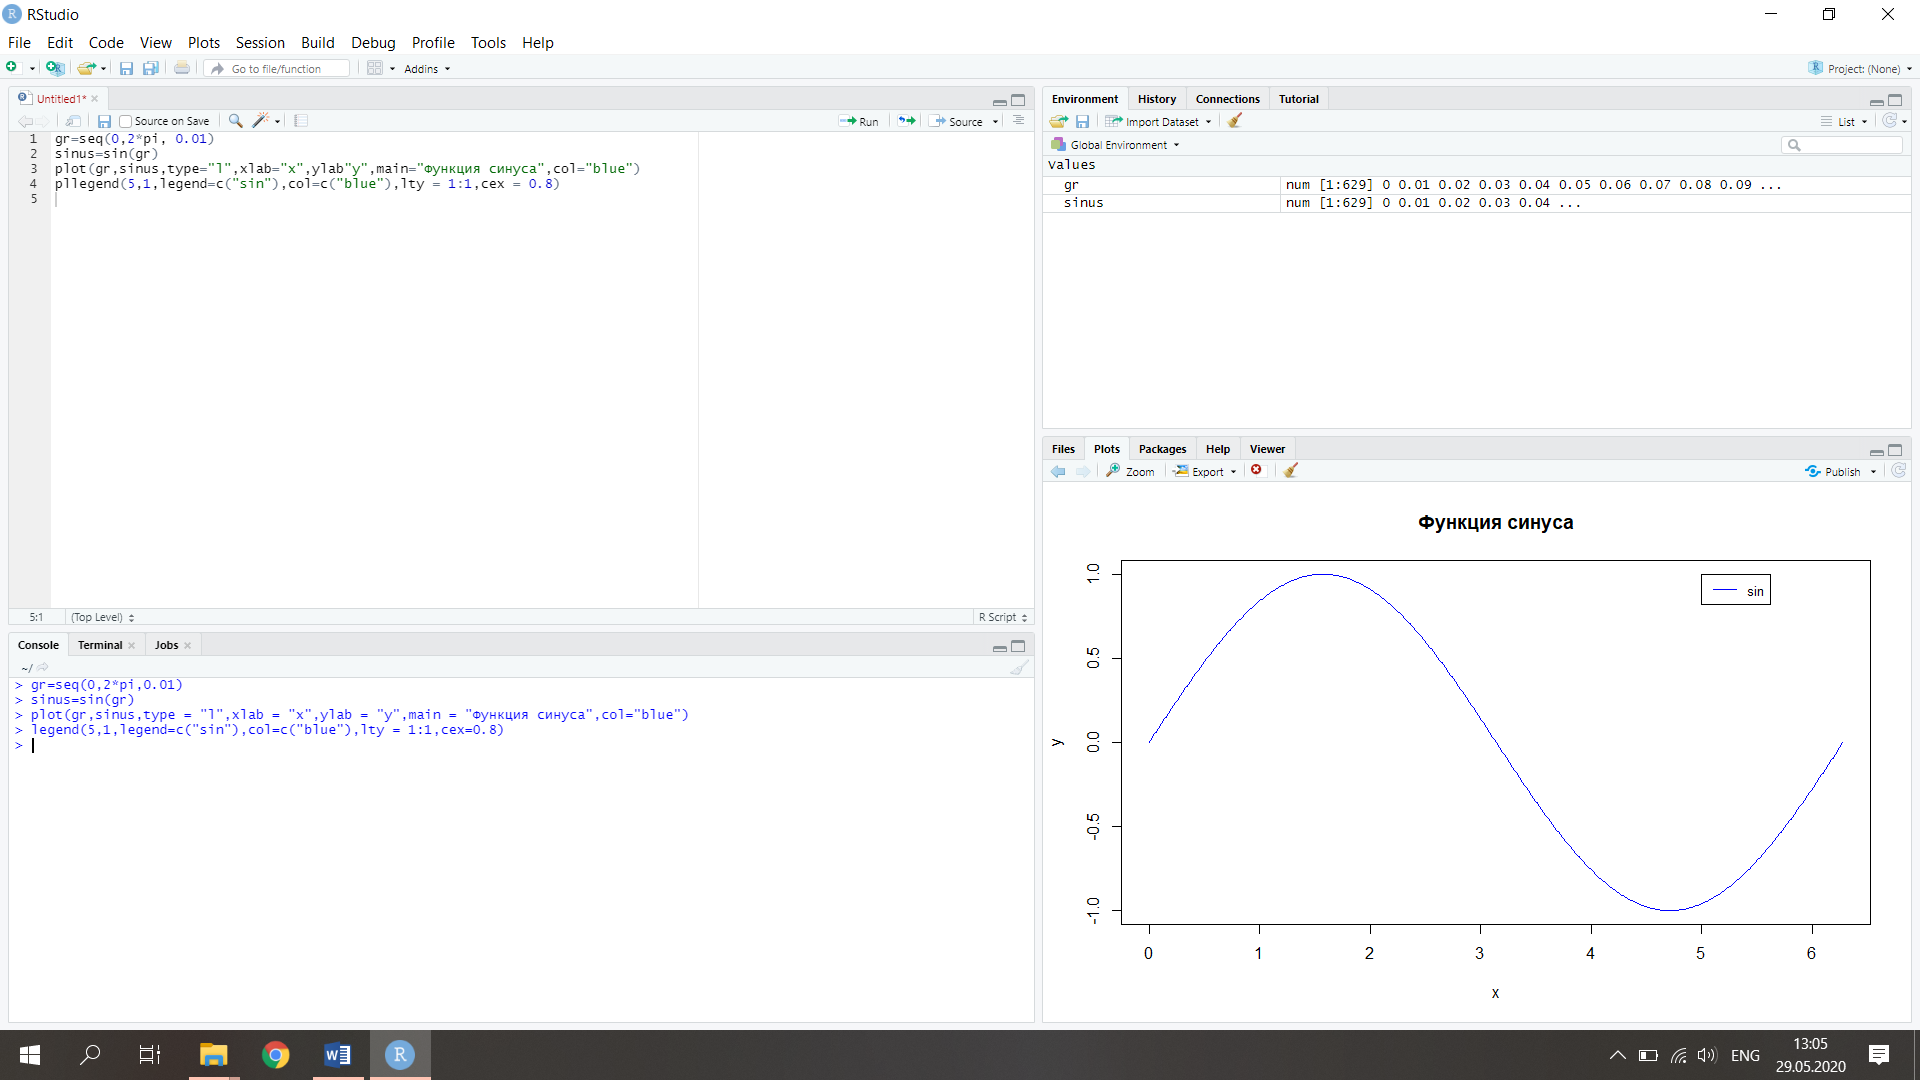 RStudio
File Edit Code View Plots Session Build Debug Profile Tools Help
Go to file/function Addins Project: (None)
Untitled1*
Source on Save Run Source
1 gr=seq(0,2*pi, 0.01)
2 sinus=sin(gr)
3 plot(gr,sinus,type="l",xlab="x",ylab"y",main="Функция синуса",col="blue")
4 pllegend(5,1,legend=c("sin"),col=c("blue"),lty = 1:1,cex = 0.8)
5
5:1 (Top Level) R Script
Console Terminal Jobs
~/
> gr=seq(0,2*pi,0.01)
> sinus=sin(gr)
> plot(gr,sinus,type = "l",xlab = "x",ylab = "y",main = "Функция синуса",col="blue")
> legend(5,1,legend=c("sin"),col=c("blue"),lty = 1:1,cex=0.8)
>
Environment History Connections Tutorial
Import Dataset List
Global Environment
Values
gr num [1:629] 0 0.01 0.02 0.03 0.04 0.05 0.06 0.07 0.08 0.09 ...
sinus num [1:629] 0 0.01 0.02 0.03 0.04 ...
Files Plots Packages Help Viewer
Zoom Export Publish
Функция синуса
sin
1.0
0.5
0.0
-0.5
-1.0
y
0 1 2 3 4 5 6
x
ENG
13:05
29.05.2020